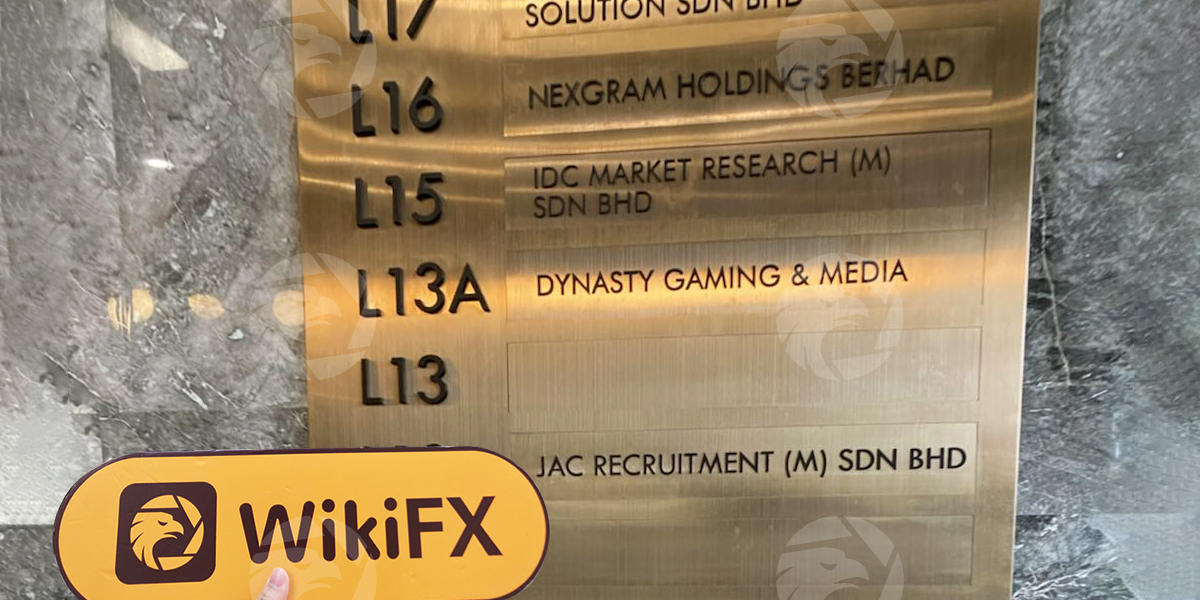 L17 SOLUTION SDN BHD
L16 NEXGRAM HOLDINGS BERHAD
L15 IDC MARKET RESEARCH (M)
SDN BHD
L13A DYNASTY GAMING & MEDIA
L13
JAC RECRUITMENT (M) SDN BHD
WikiFX